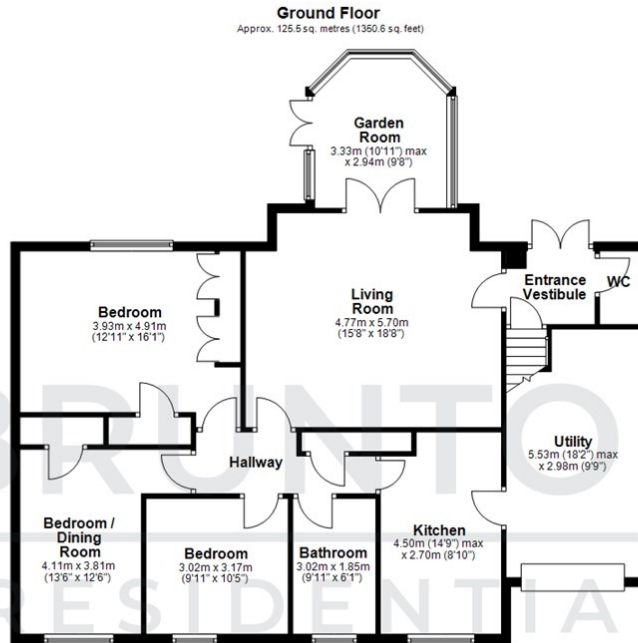 Ground Floor
Approx. 125.5 sq. metres (1350.6 sq. feet)
Garden
Room
3.33m (10'11") max
x 2.94m (9'8")
Bedroom
3.93m x 4.91m
(12'11" x 16'1")
Living
Room
4.77m x 5.70m
(15'8" x 18'8")
Entrance
Vestibule
WC
Utility
5.53m (18'2") max
x 2.98m (9'9")
Hallway
Bedroom /
Dining
Room
4.11m x 3.81m
(13'6" x 12'6")
Bedroom
3.02m x 3.17m
(9'11" x 10'5")
Bathroom
3.02m x 1.85m
(9'11" x 6'1")
Kitchen
4.50m (14'9") max
x 2.70m (8'10")
BRUNTO
RESIDENTIA